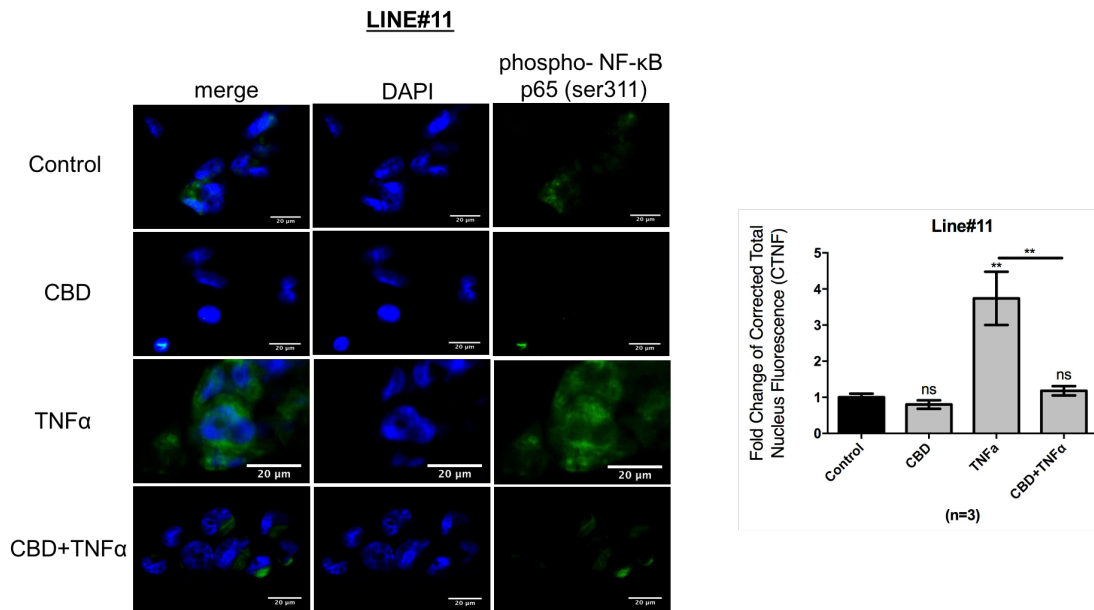 LINE#11
phospho- NF-κB
merge DAPI p65 (ser311)
Control
20 µm 20 µm 20 µm
CBD
20 µm 20 µm 20 µm
TNFα
20 µm 20 µm 20 µm
CBD+TNFα
20 µm 20 µm 20 µm
Line#11
Fold Change of Corrected Total
Nucleus Fluorescence (CTNF)
5
4
3
2
1
0
ns
**
**
ns
Control
CBD
TNFa
CBD+TNFα
(n=3)